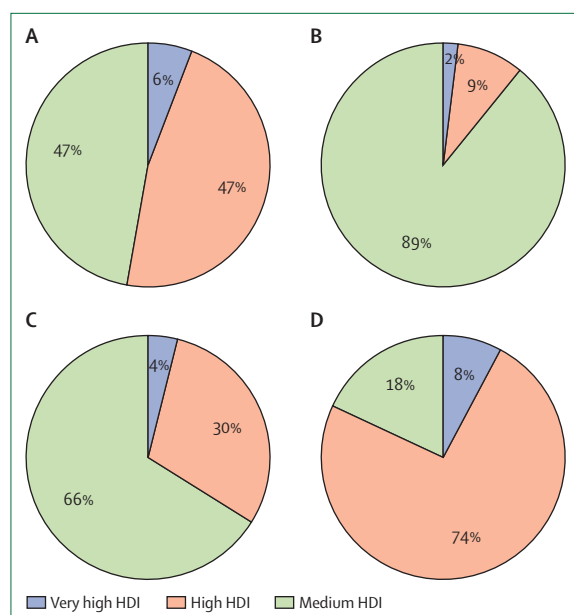 A
6%
47%
47%
B
2%
9%
89%
C
4%
30%
66%
D
8%
18%
74%
Very high HDI
High HDI
Medium HDI